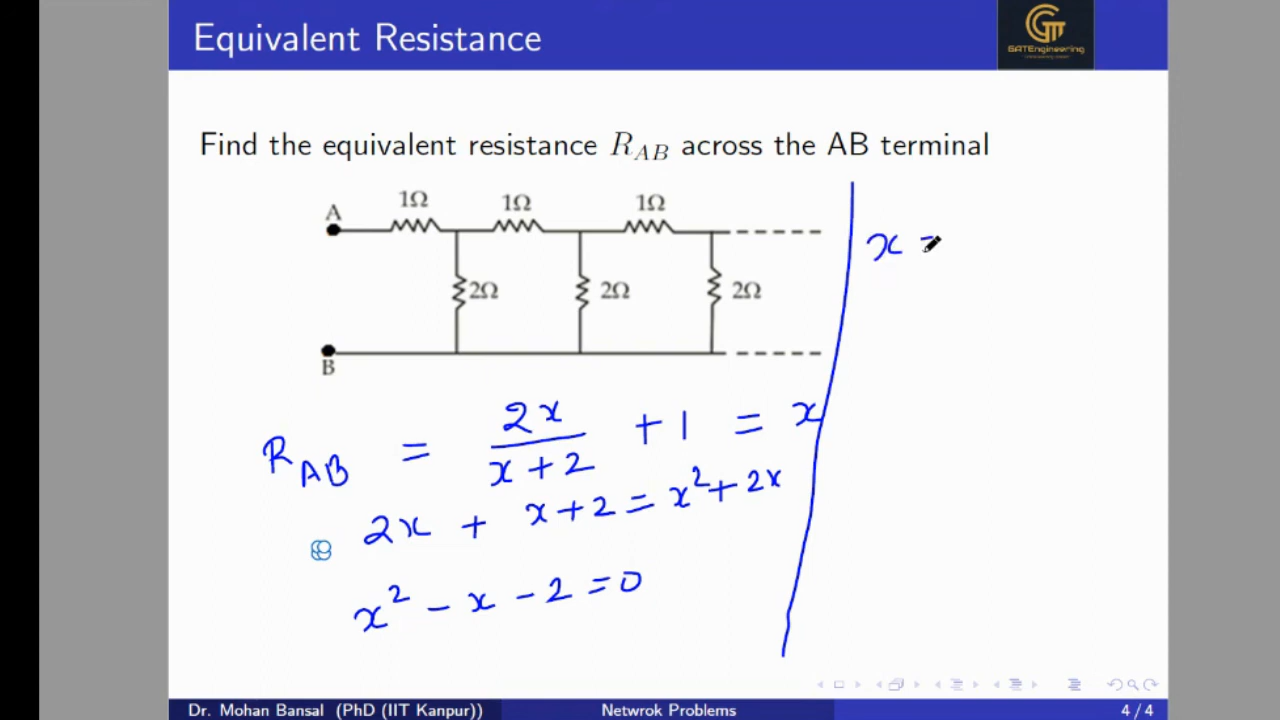 Equivalent Resistance
GATEngineering
Find the equivalent resistance R_AB across the AB terminal
1Ω 1Ω 1Ω
A
2Ω 2Ω 2Ω
B
x =
R_AB = 2x/(x+2) + 1 = x
2x + x+2 = x² + 2x
x² - x - 2 = 0
Dr. Mohan Bansal (PhD (IIT Kanpur)) Netwrok Problems 4/4